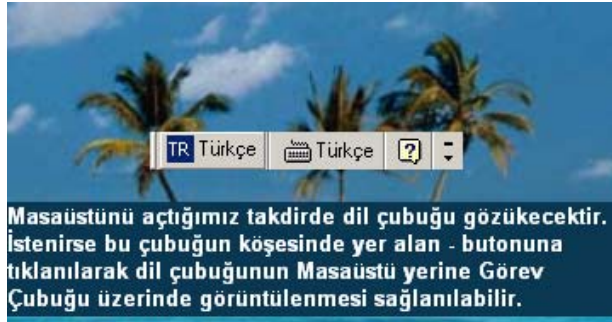 TR Türkçe Türkçe
Masaüstünü açtığımız takdirde dil çubuğu gözükecektir.
İstenirse bu çubuğun köşesinde yer alan - butonuna
tıklanılarak dil çubuğunun Masaüstü yerine Görev
Çubuğu üzerinde görüntülenmesi sağlanılabilir.